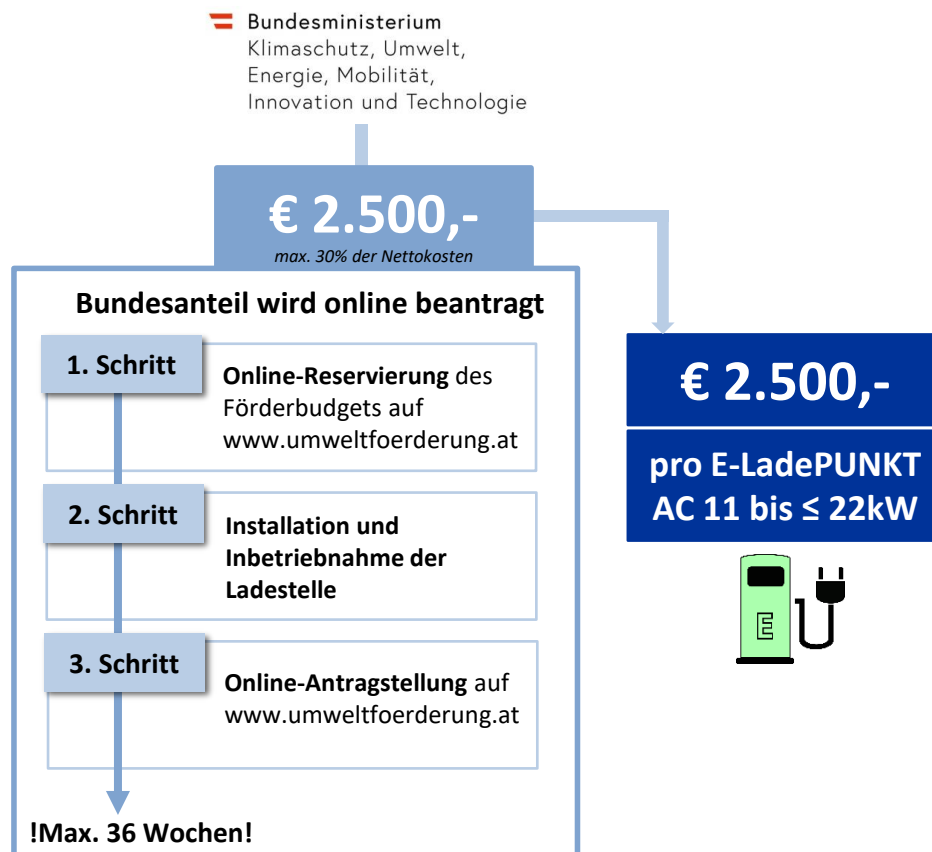 Bundesministerium
Klimaschutz, Umwelt,
Energie, Mobilität,
Innovation und Technologie
€ 2.500,-
max. 30% der Nettokosten
Bundesanteil wird online beantragt
1. Schritt
Online-Reservierung des
Förderbudgets auf
www.umweltfoerderung.at
2. Schritt
Installation und
Inbetriebnahme der
Ladestelle
3. Schritt
Online-Antragstellung auf
www.umweltfoerderung.at
!Max. 36 Wochen!
€ 2.500,-
pro E-LadePUNKT
AC 11 bis ≤ 22kW
E